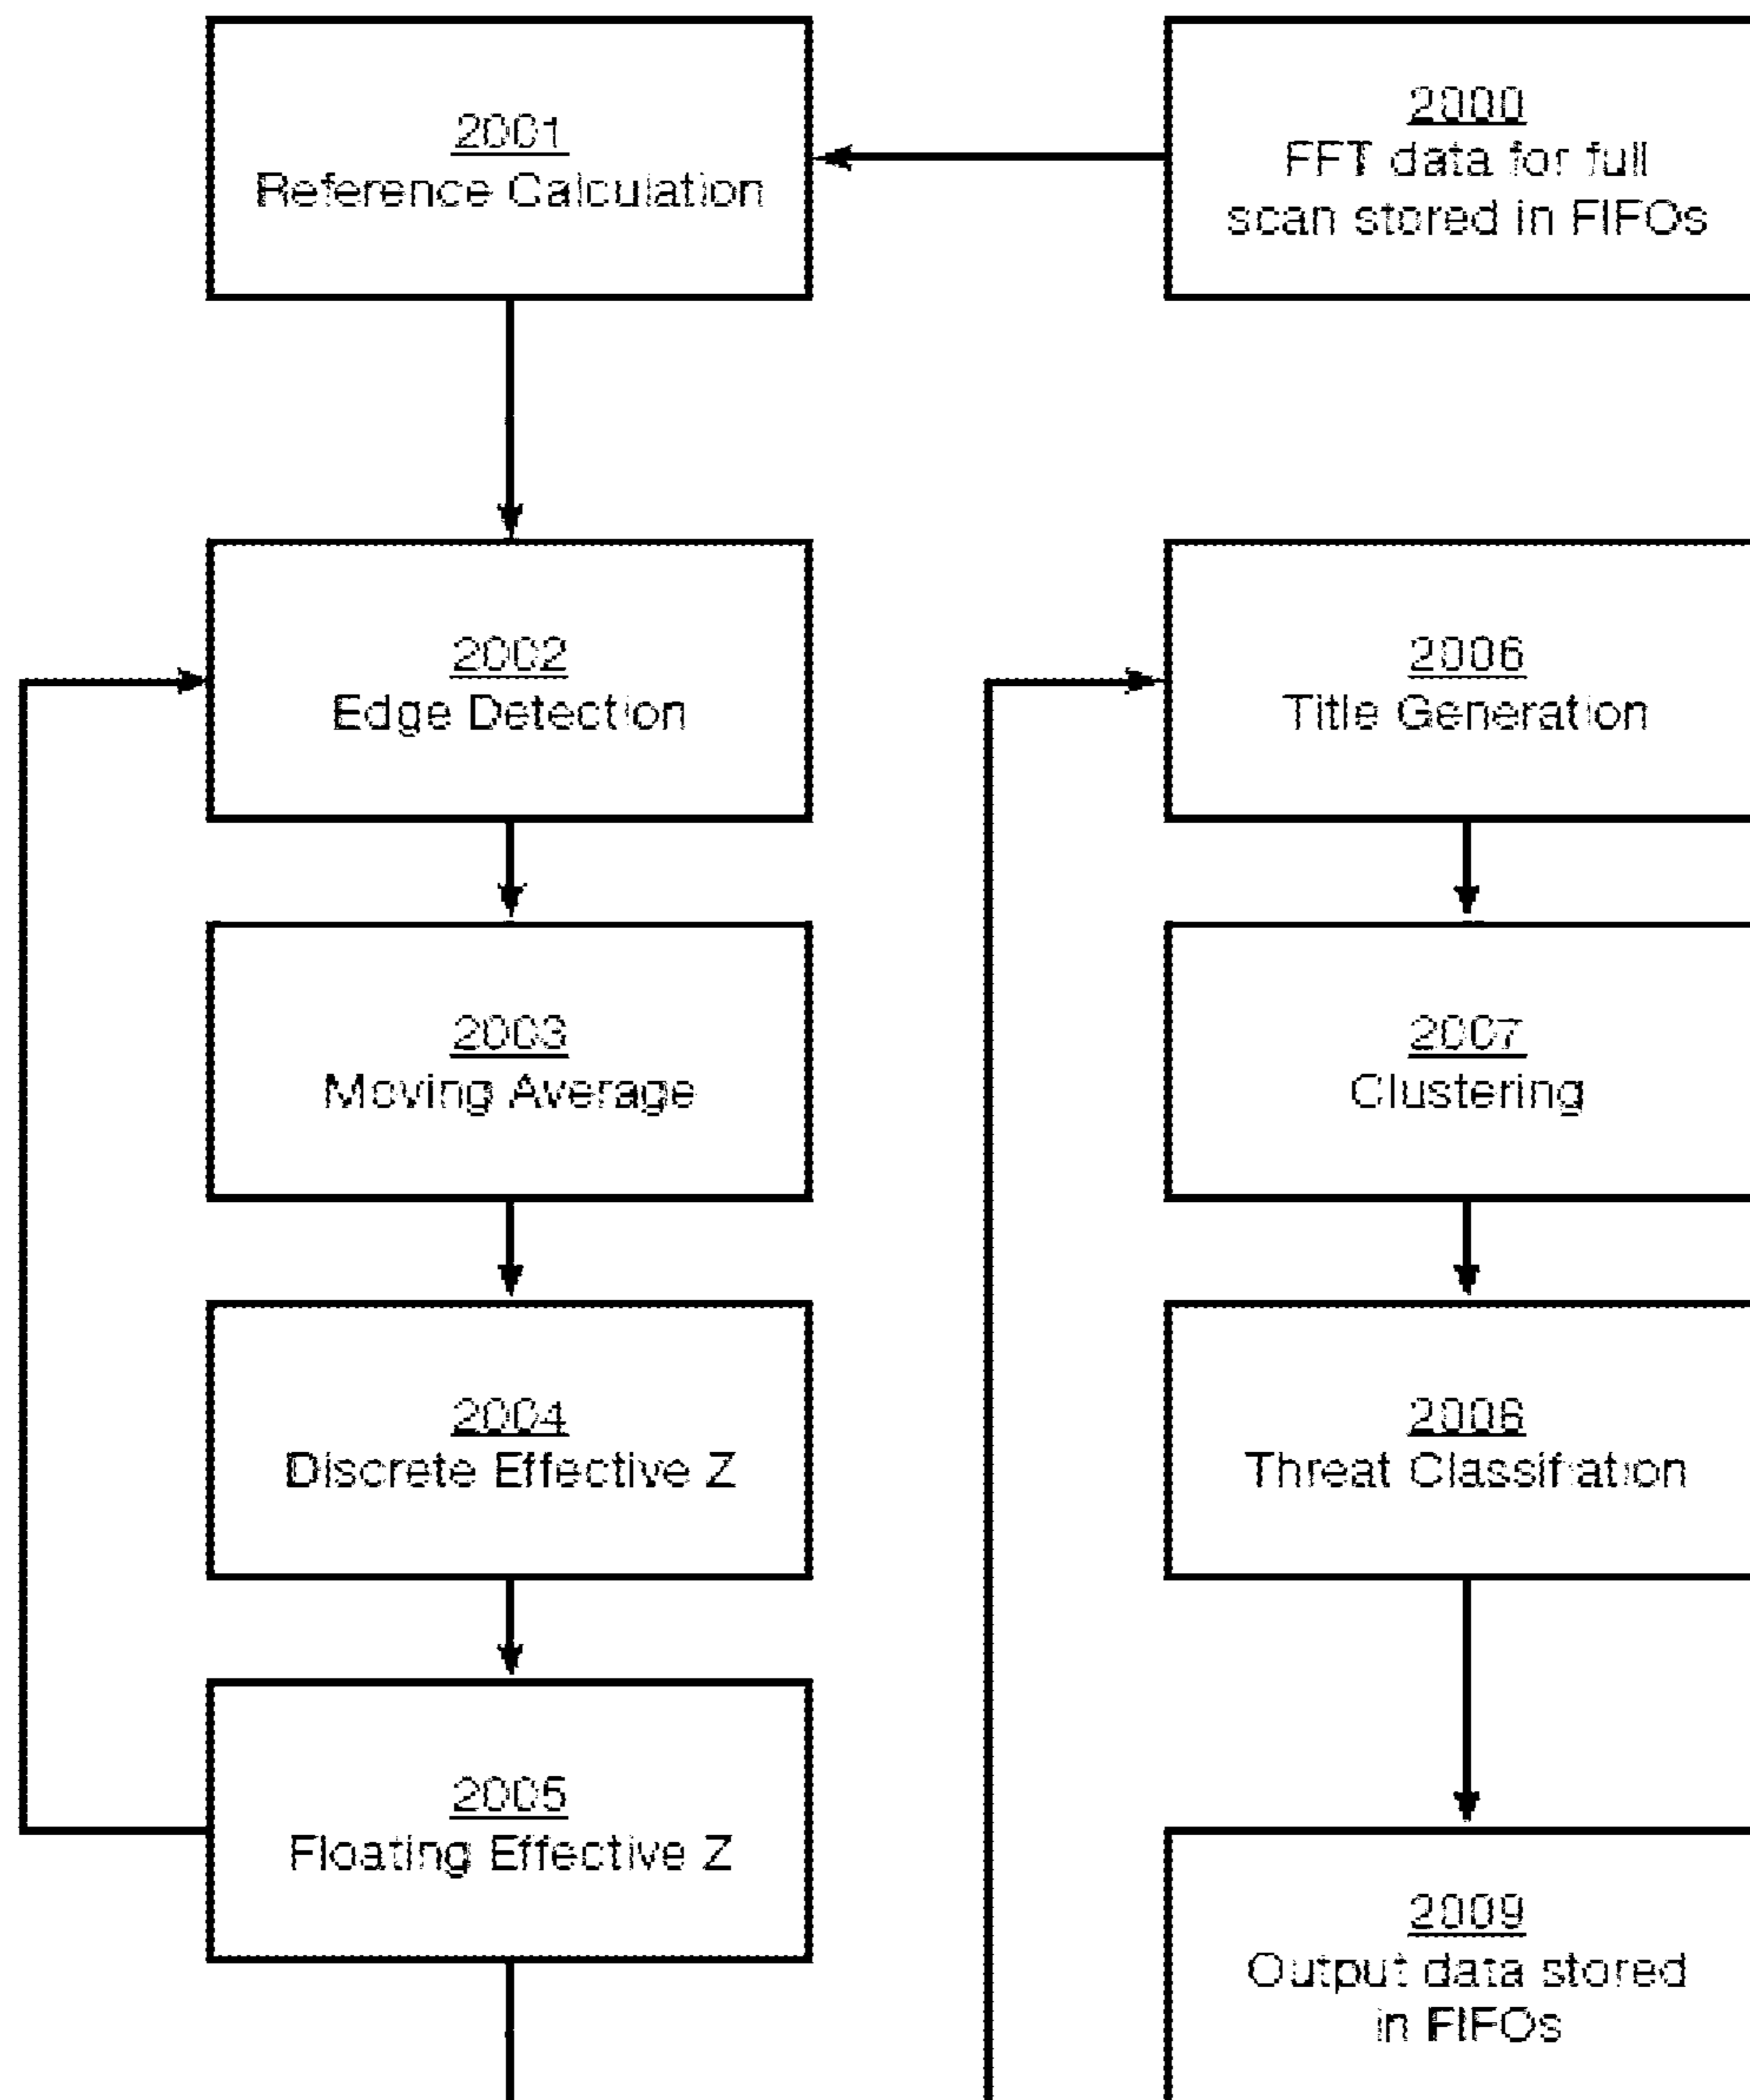 2001
Reference Calculation
2000
FFT data for full
scan stored in FIFOs
2002
Edge Detection
2003
Moving Average
2004
Discrete Effective Z
2005
Floating Effective Z
2006
Title Generation
2007
Clustering
2008
Threat Classifiation
2009
Output data stored
in FIFOs